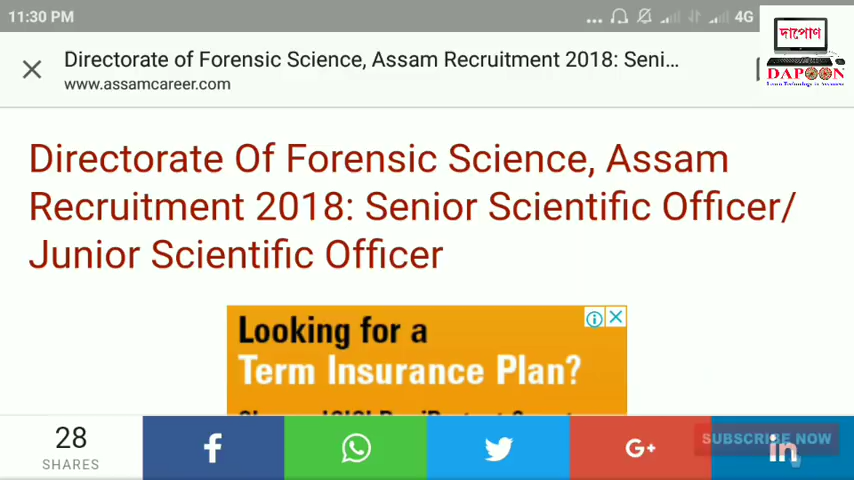 11:30 PM
... 4G
Directorate of Forensic Science, Assam Recruitment 2018: Seni...
www.assamcareer.com
দাপোণ
DAPOON
Directorate Of Forensic Science, Assam
Recruitment 2018: Senior Scientific Officer/
Junior Scientific Officer
Looking for a
Term Insurance Plan?
28
SHARES
f
G+
in
SUBSCRIBE NOW